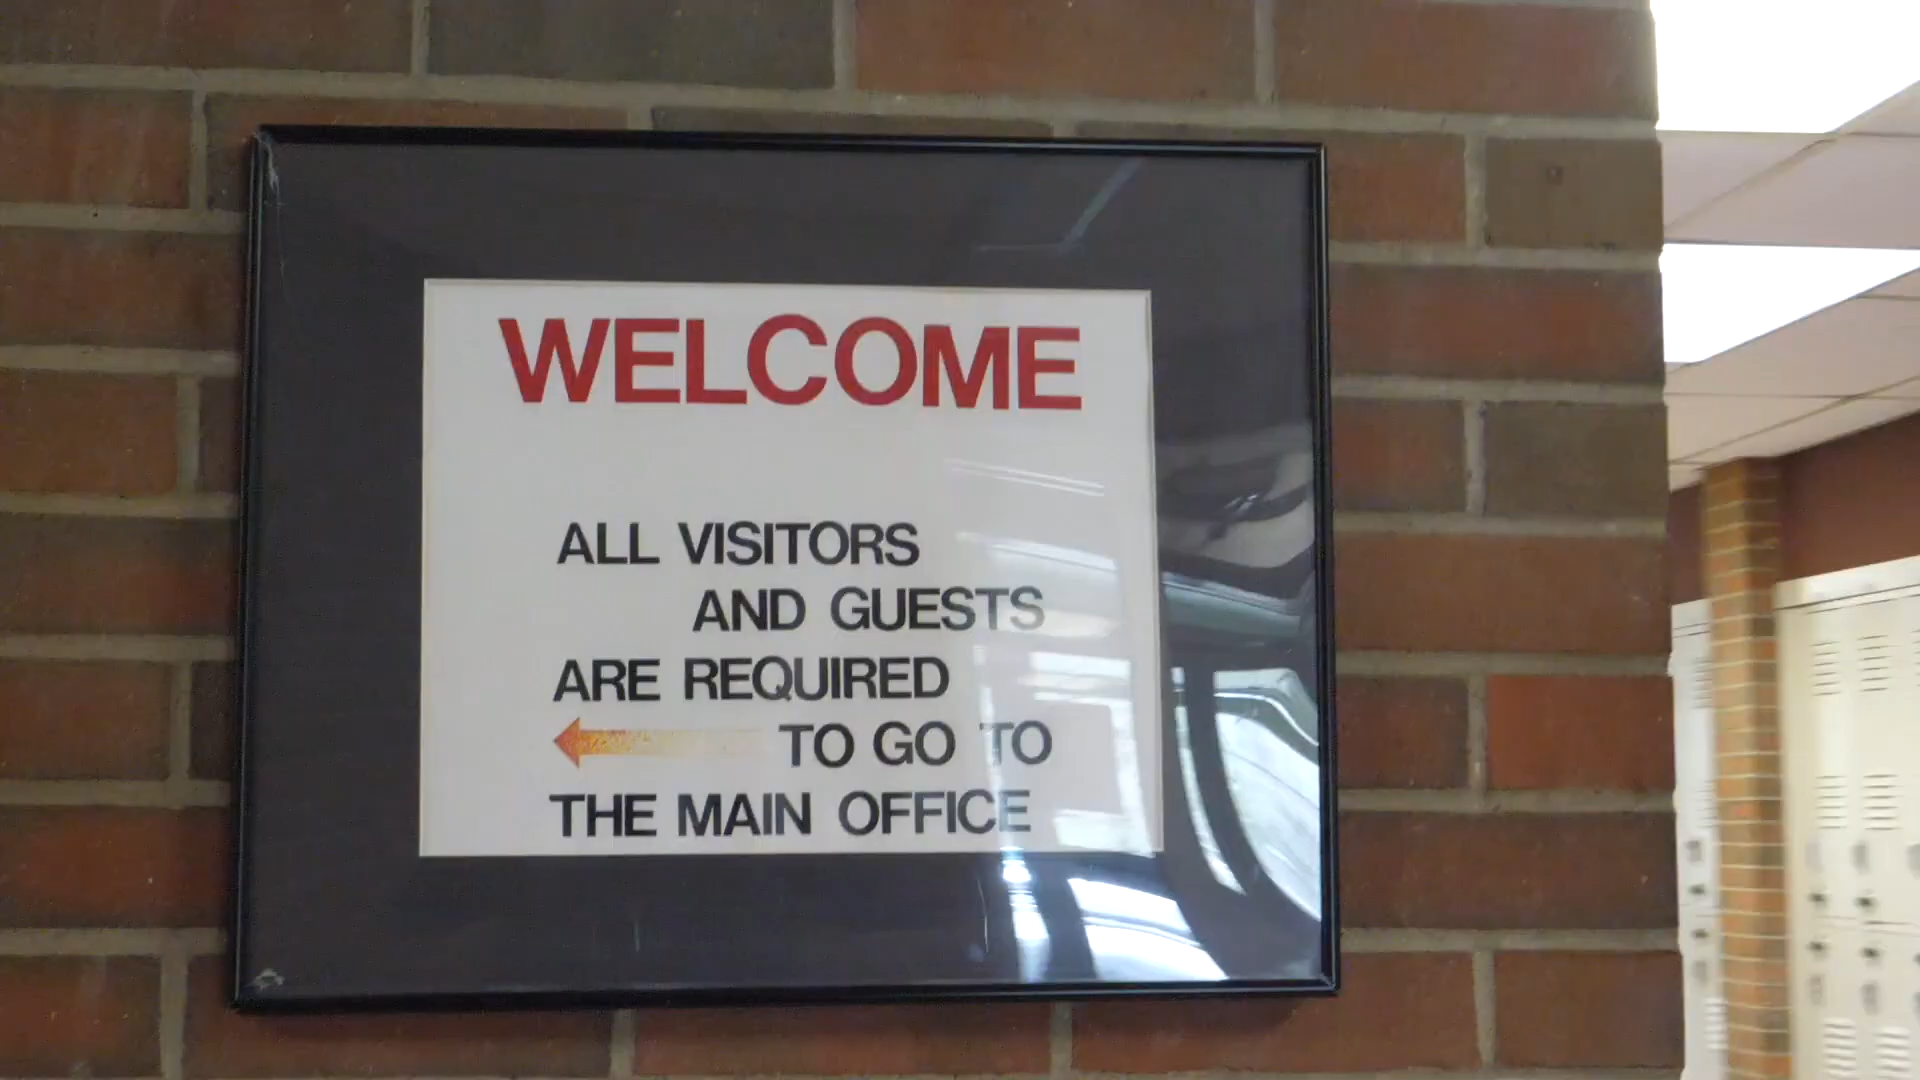 WELCOME
ALL VISITORS
AND GUESTS
ARE REQUIRED
TO GO TO
THE MAIN OFFICE